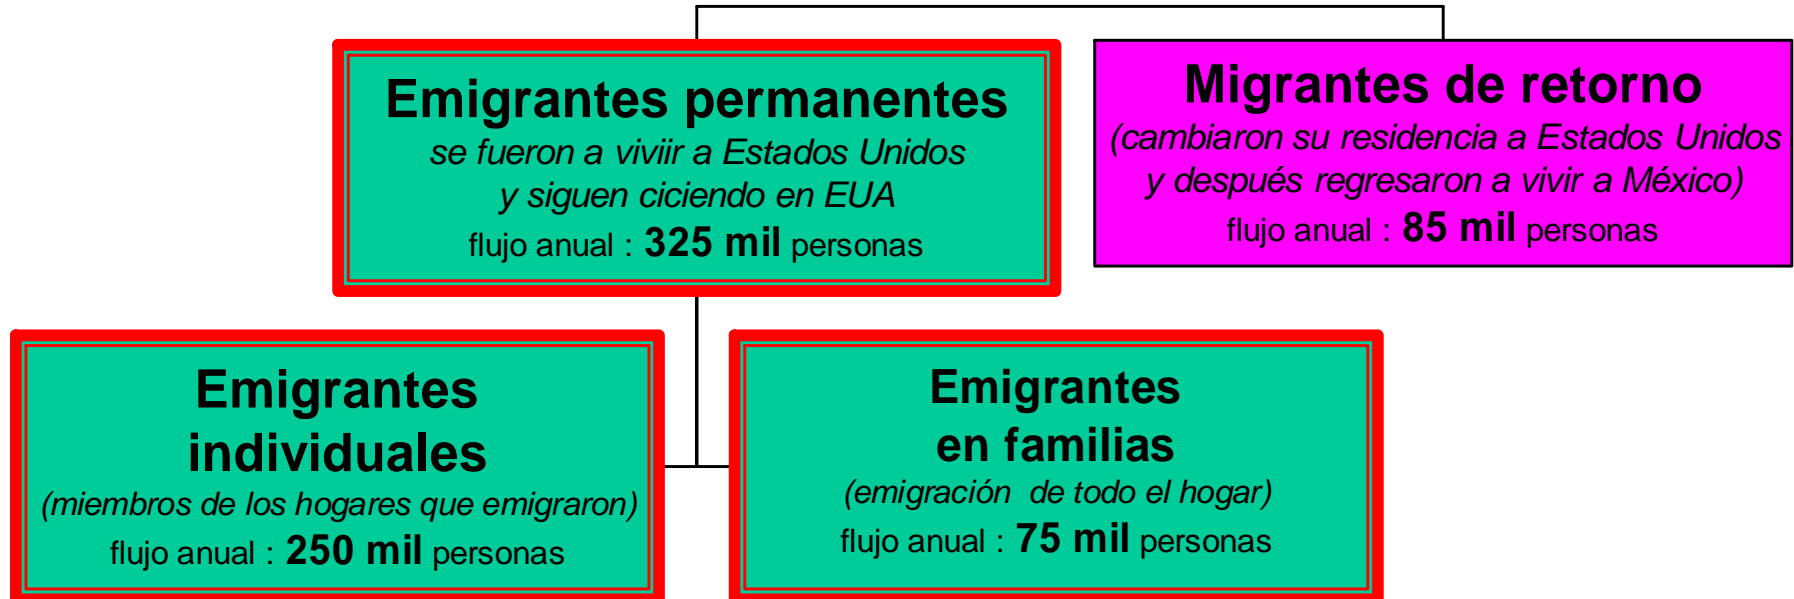 Emigrantes permanentes
se fueron a viviir a Estados Unidos
y siguen ciciendo en EUA
flujo anual : 325 mil personas
Migrantes de retorno
(cambiaron su residencia a Estados Unidos
y después regresaron a vivir a México)
flujo anual : 85 mil personas
Emigrantes
individuales
(miembros de los hogares que emigraron)
flujo anual : 250 mil personas
Emigrantes
en familias
(emigración  de todo el hogar)
flujo anual : 75 mil personas